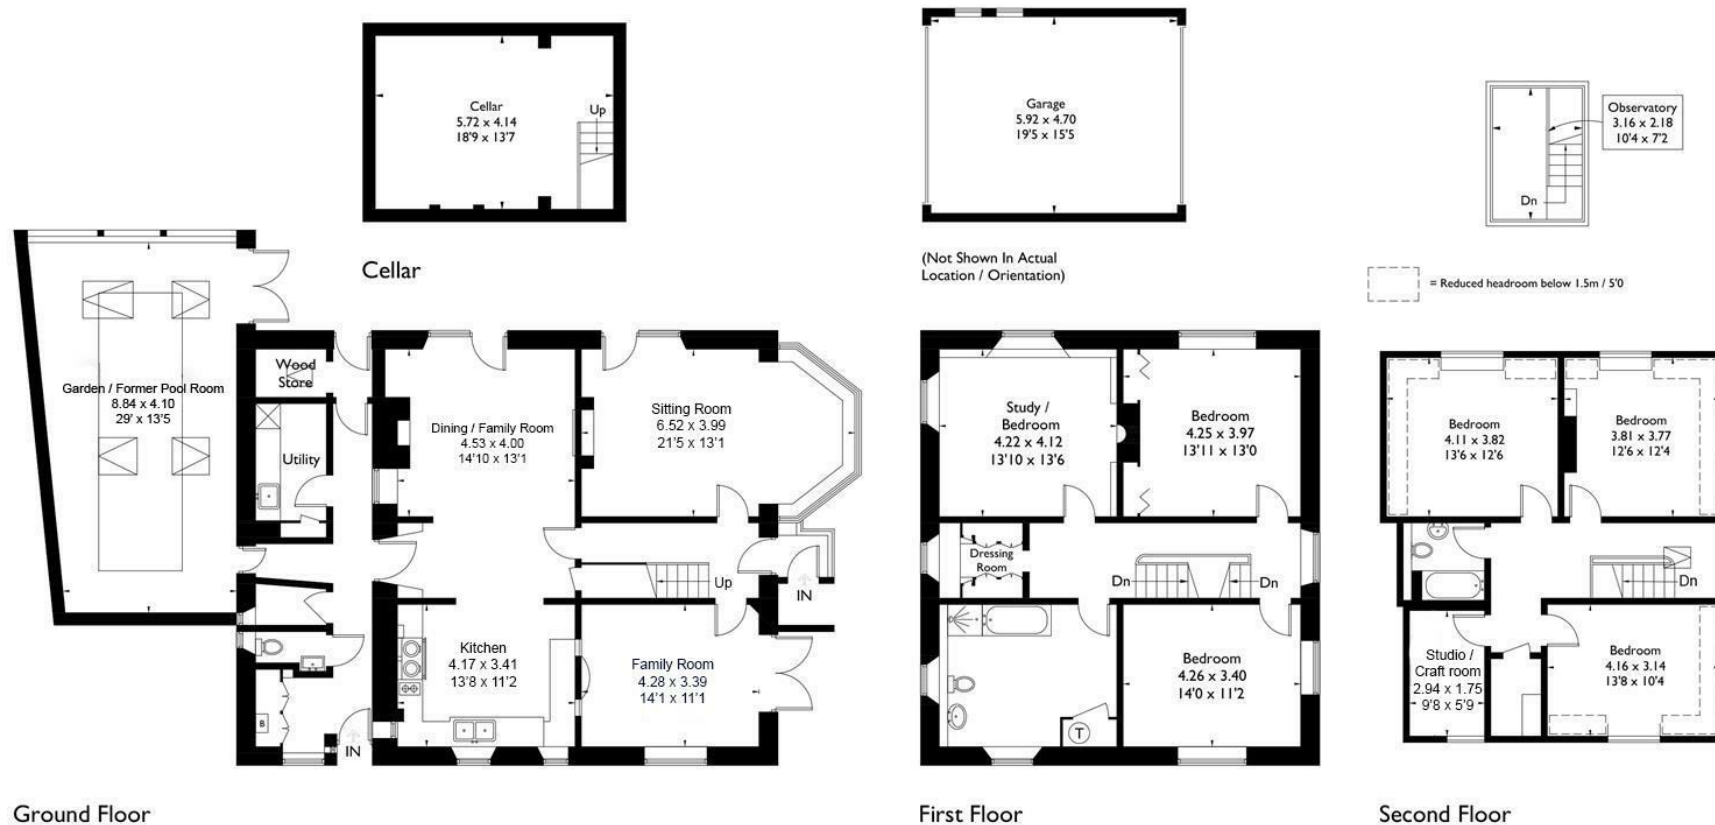 Cellar
5.72 x 4.14
18'9 x 13'7
Up
Cellar
Garage
5.92 x 4.70
19'5 x 15'5
(Not Shown In Actual
Location / Orientation)
Observatory
3.16 x 2.18
10'4 x 7'2
Dn
= Reduced headroom below 1.5m / 5'0
Garden / Former Pool Room
8.84 x 4.10
29' x 13'5
Wood
Store
Utility
Dining / Family Room
4.53 x 4.00
14'10 x 13'1
Sitting Room
6.52 x 3.99
21'5 x 13'1
Up
IN
Kitchen
4.17 x 3.41
13'8 x 11'2
Family Room
4.28 x 3.39
14'1 x 11'1
B
IN
Ground Floor
Study /
Bedroom
4.22 x 4.12
13'10 x 13'6
Bedroom
4.25 x 3.97
13'11 x 13'0
Dressing
Room
Dn
Dn
Bedroom
4.26 x 3.40
14'0 x 11'2
T
First Floor
Bedroom
4.11 x 3.82
13'6 x 12'6
Bedroom
3.81 x 3.77
12'6 x 12'4
Dn
Studio /
Craft room
2.94 x 1.75
9'8 x 5'9
Bedroom
4.16 x 3.14
13'8 x 10'4
Second Floor